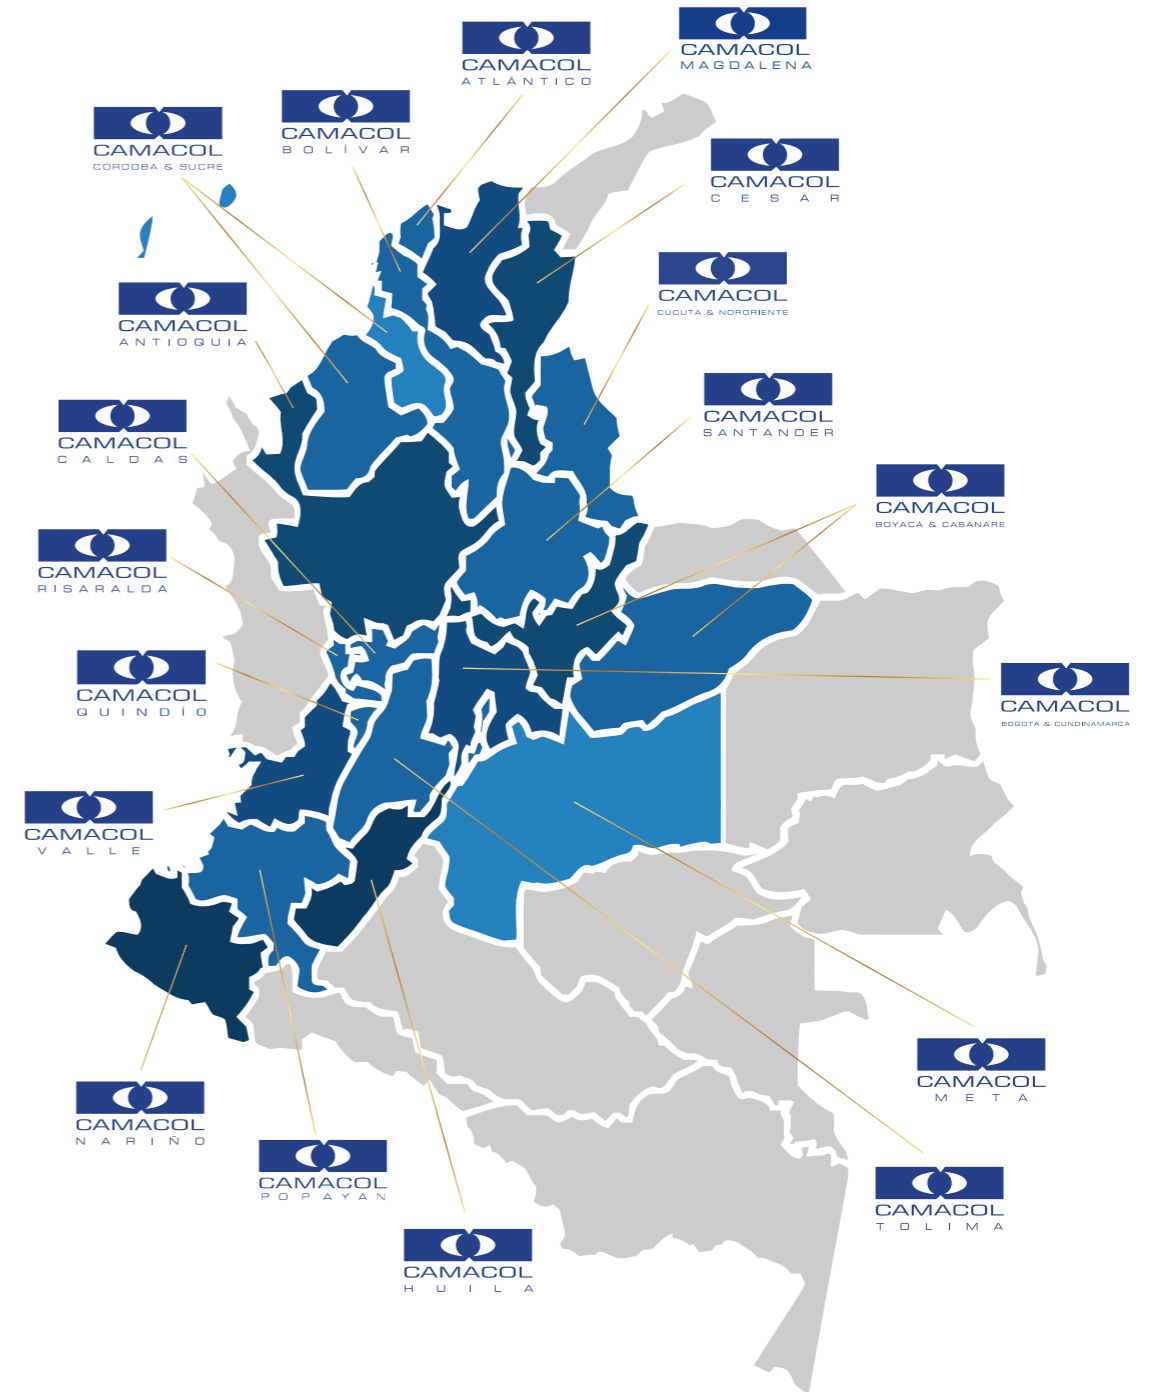 CAMACOL
MAGDALENA
CAMACOL
ATLÁNTICO
CAMACOL
BOLÍVAR
CAMACOL
CÓRDOBA & SUCRE
CAMACOL
CESAR
CAMACOL
CÚCUTA & NORORIENTE
CAMACOL
ANTIOQUIA
CAMACOL
SANTANDER
CAMACOL
CALDAS
CAMACOL
BOYACÁ & CASANARE
CAMACOL
RISARALDA
CAMACOL
QUINDÍO
CAMACOL
BOGOTÁ & CUNDINAMARCA
CAMACOL
VALLE
CAMACOL
META
CAMACOL
NARIÑO
CAMACOL
POPAYAN
CAMACOL
TOLIMA
CAMACOL
HUILA